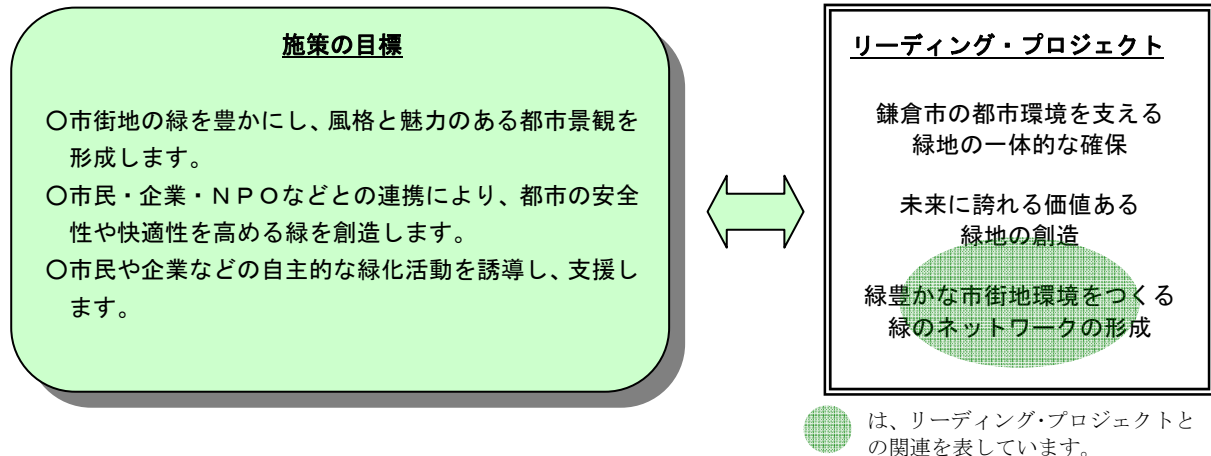 施策の目標
○市街地の緑を豊かにし、風格と魅力のある都市景観を
形成します。
○市民・企業・NPOなどとの連携により、都市の安全
性や快適性を高める緑を創造します。
○市民や企業などの自主的な緑化活動を誘導し、支援し
ます。
リーディング・プロジェクト
鎌倉市の都市環境を支える
緑地の一体的な確保
未来に誇れる価値ある
緑地の創造
緑豊かな市街地環境をつくる
緑のネットワークの形成
は、リーディング・プロジェクトと
の関連を表しています。